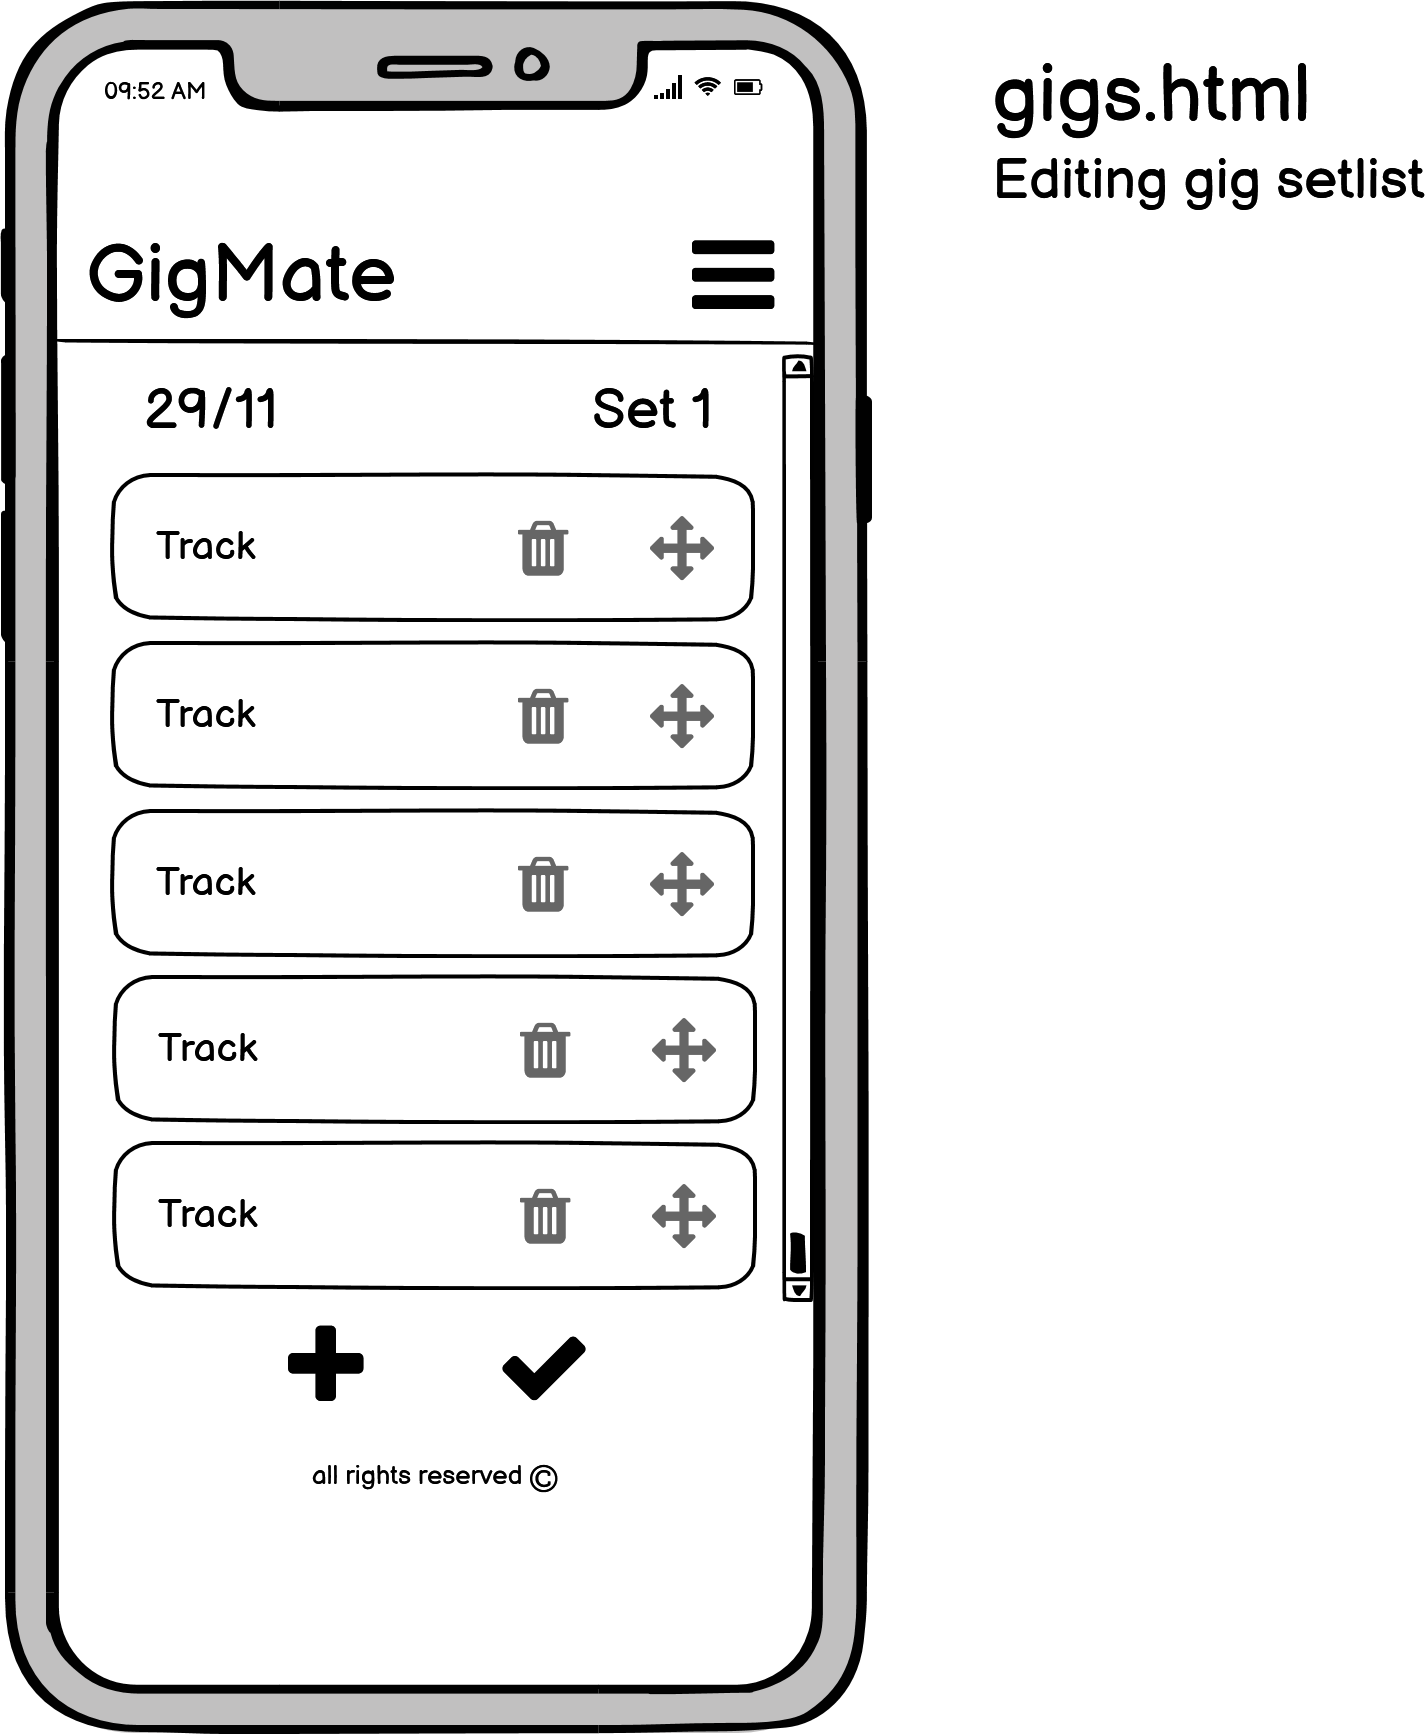 09:52 AM
gigs.html
Editing gig setlist
GigMate
29/11 Set 1
Track
Track
Track
Track
Track
all rights reserved ©